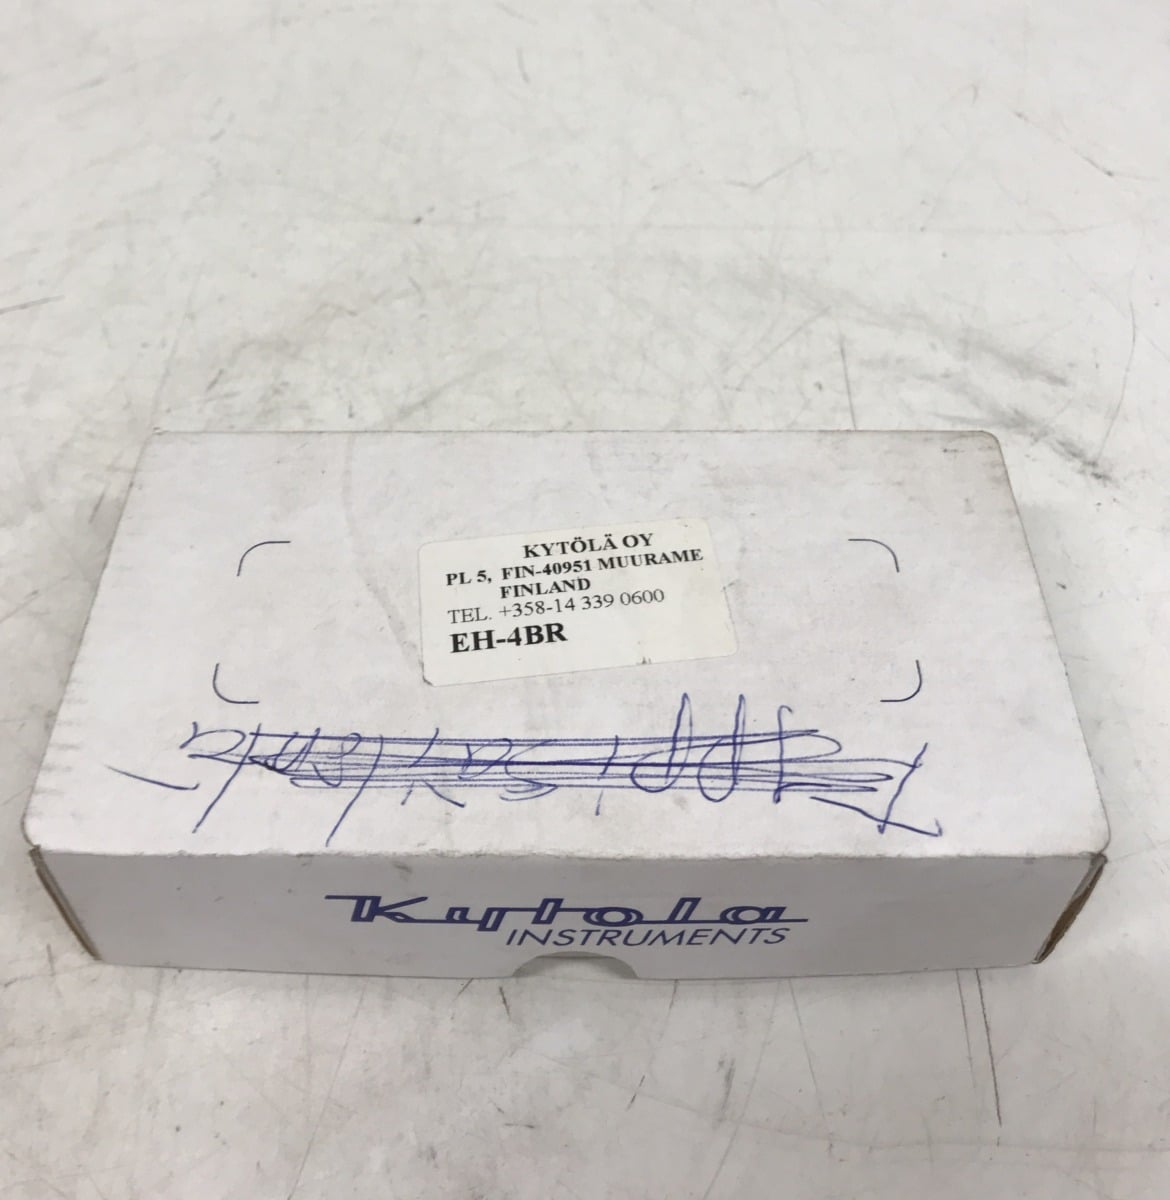 KYTÖLÄ OY
PL 5, FIN-40951 MUURAME
FINLAND
TEL. +358-14 339 0600
EH-4BR
Kytola
INSTRUMENTS